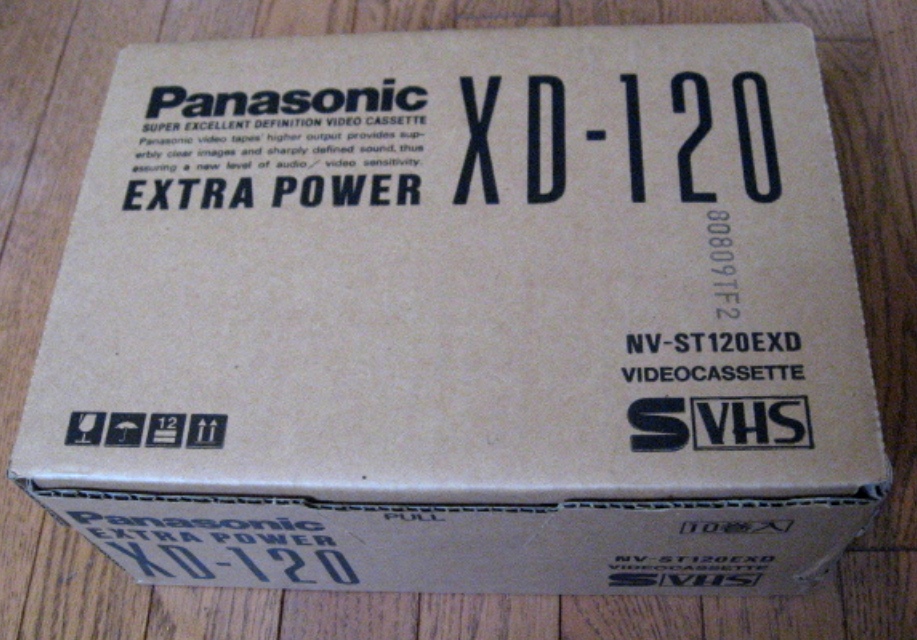 Panasonic
SUPER EXCELLENT DEFINITION VIDEO CASSETTE
Panasonic video tapes' higher output provides sup-
erbly clear images and sharply defined sound, thus
assuring a new level of audio／video sensitivity.
EXTRA POWER
XD-120
80809TF2
NV-ST120EXD
VIDEOCASSETTE
S VHS
12
PULL
Panasonic
EXTRA POWER
XD-120
10巻入
NV-ST120EXD
VIDEOCASSETTE
S VHS